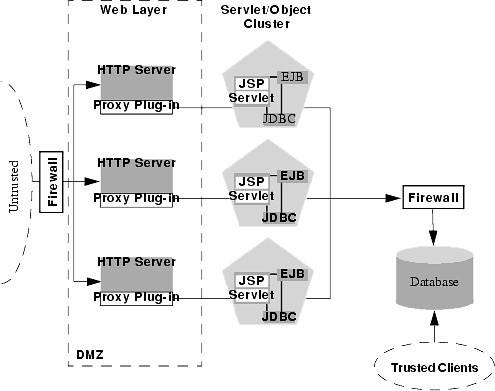 Web Layer
Servlet/Object
Cluster
HTTP Server
Proxy Plug-in
JSP
EJB
Servlet
JDBC
Untrusted
Firewall
HTTP Server
Proxy Plug-in
JSP
EJB
Servlet
JDBC
Firewall
HTTP Server
Proxy Plug-in
JSP
EJB
Servlet
JDBC
Database
DMZ
Trusted Clients